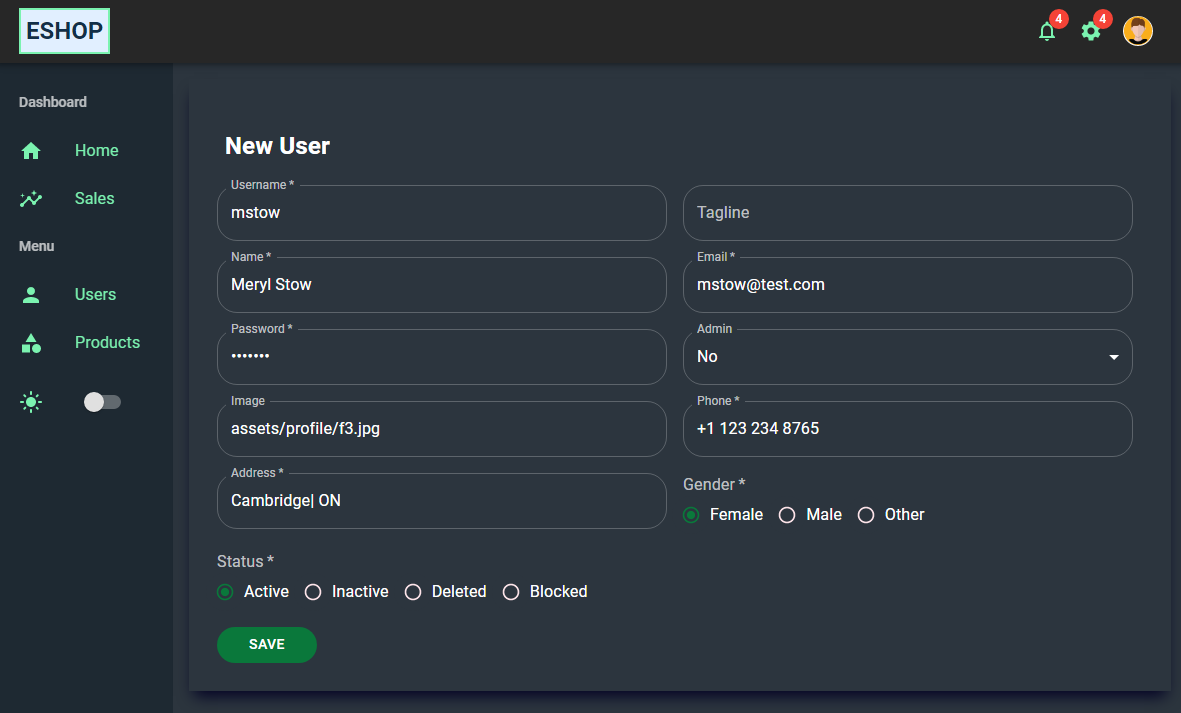 ESHOP
4
4
Dashboard
Home
Sales
Menu
Users
Products
New User
Username *
mstow
Tagline
Name *
Meryl Stow
Email *
mstow@test.com
Password *
•••••••
Admin
No
Image
assets/profile/f3.jpg
Phone *
+1 123 234 8765
Address *
Cambridge| ON
Gender *
Female Male Other
Status *
Active Inactive Deleted Blocked
SAVE